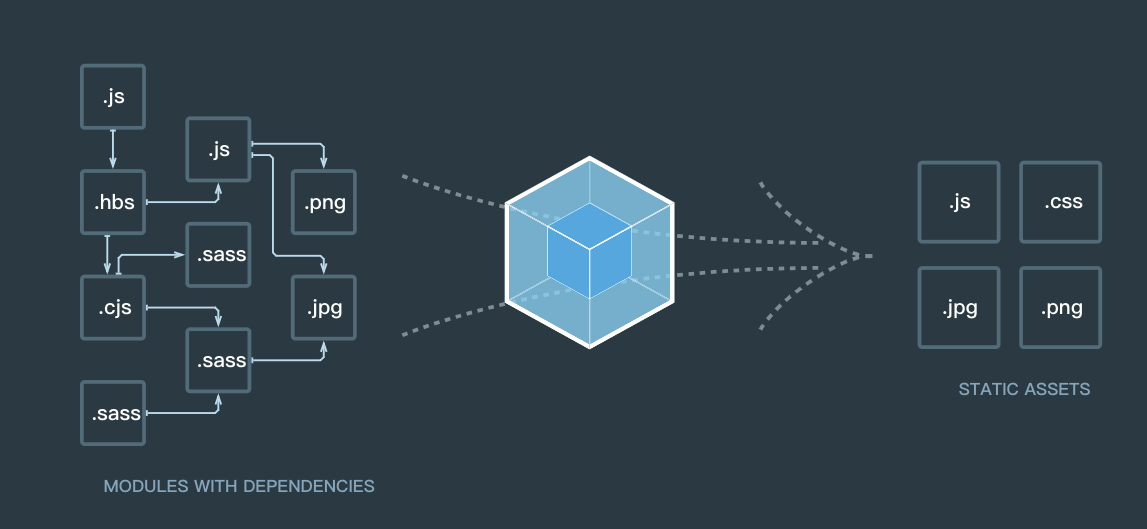 .js
.js
.hbs
.png
.sass
.cjs
.jpg
.sass
.sass
MODULES WITH DEPENDENCIES
.js
.css
.jpg
.png
STATIC ASSETS